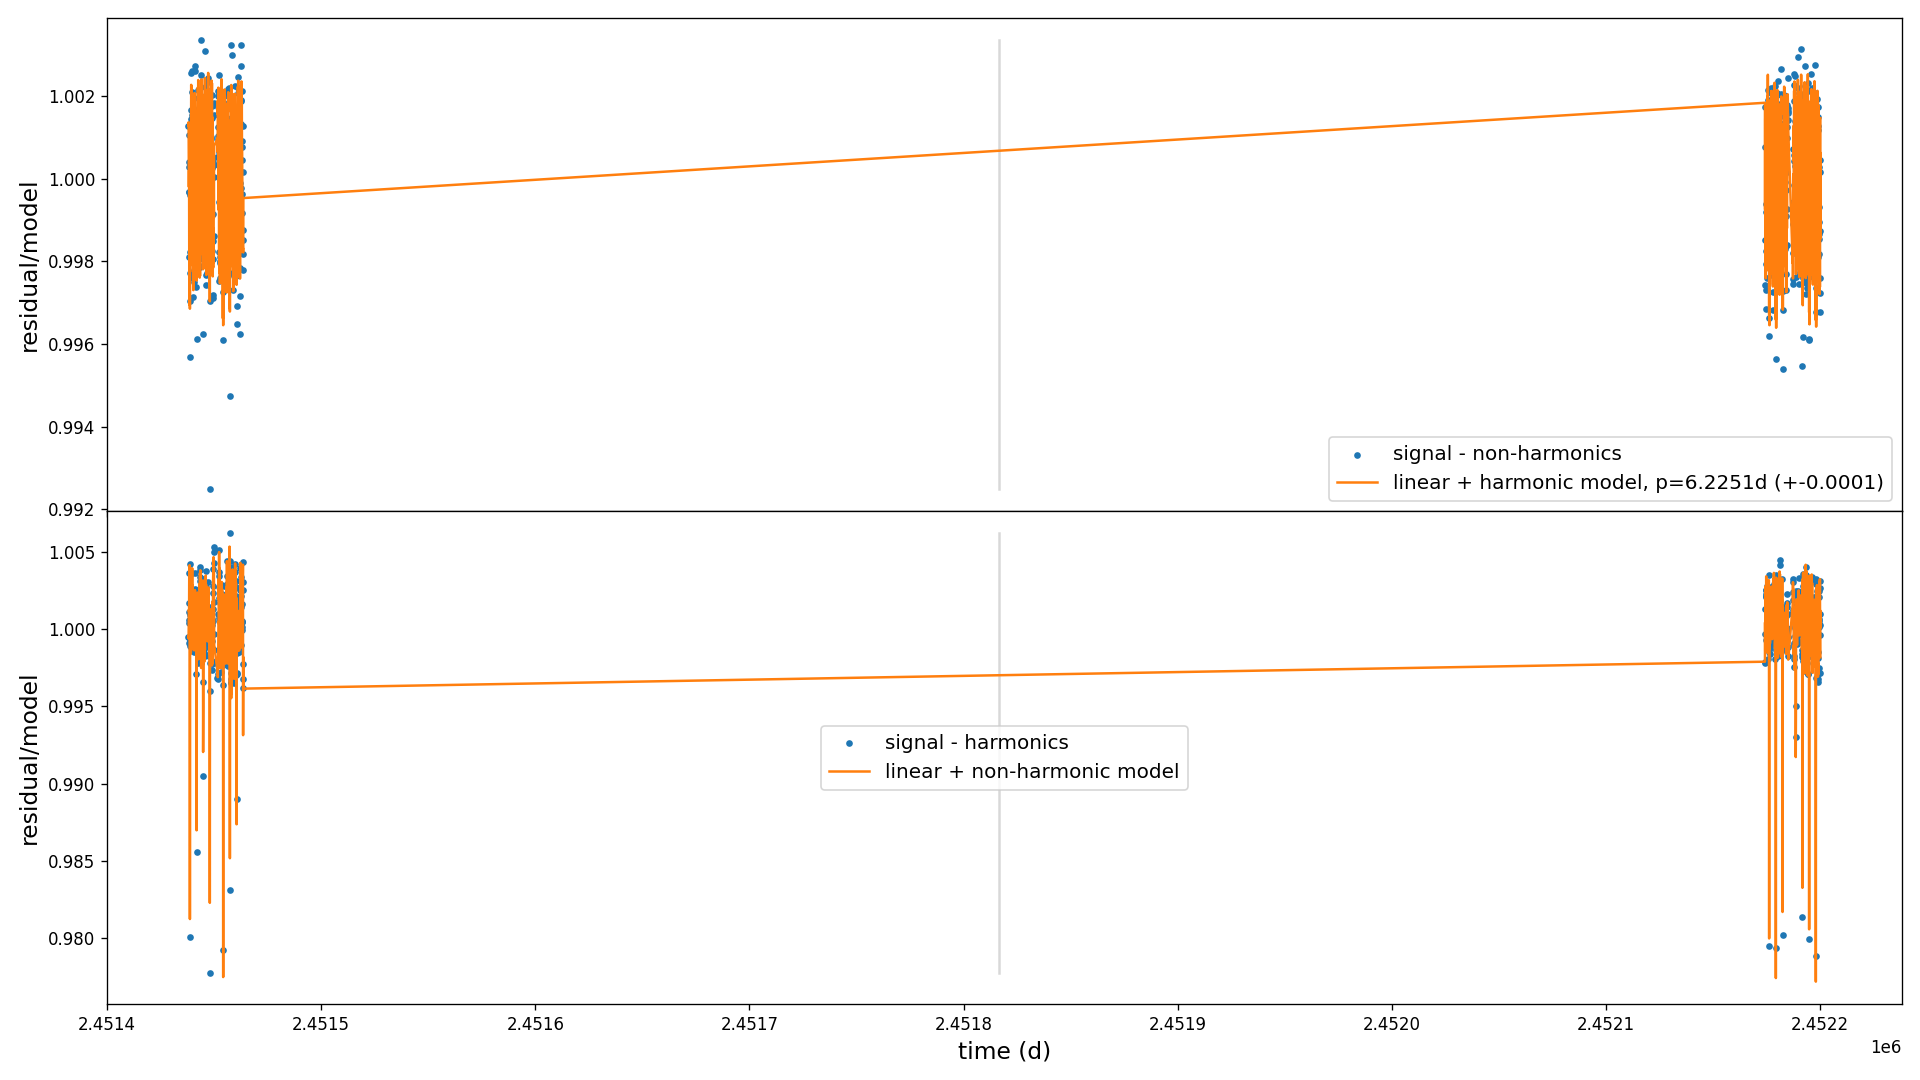 1.002
1.000
0.998
0.996
0.994
0.992
residual/model
signal - non-harmonics
linear + harmonic model, p=6.2251d (+-0.0001)
1.005
1.000
0.995
0.990
0.985
0.980
residual/model
signal - harmonics
linear + non-harmonic model
2.4514
2.4515
2.4516
2.4517
2.4518
2.4519
2.4520
2.4521
2.4522
1e6
time (d)